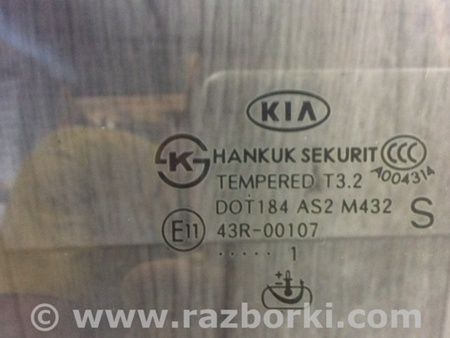 KIA
HANKUK SEKURIT CCC
A004314
TEMPERED T3.2
DOT184 AS2 M432 S
E11 43R-00107
..... 1
© www.razborki.com